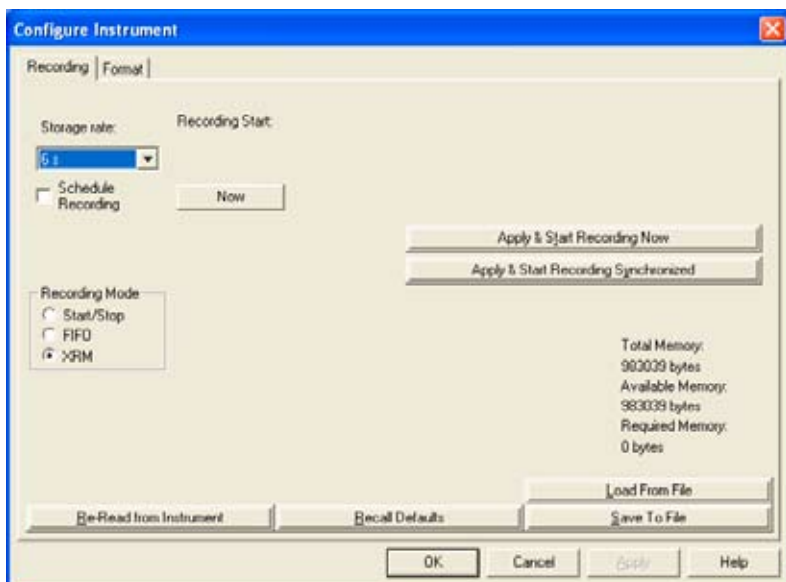 Configure Instrument
Recording
Format
Storage rate:
Recording Start:
6 s
Schedule
Recording
Now
Apply & Start Recording Now
Apply & Start Recording Synchronized
Recording Mode
Start/Stop
FIFO
XRM
Total Memory:
983039 bytes
Available Memory:
983039 bytes
Required Memory:
0 bytes
Load From File
Re-Read from Instrument
Recall Defaults
Save To File
OK
Cancel
Apply
Help